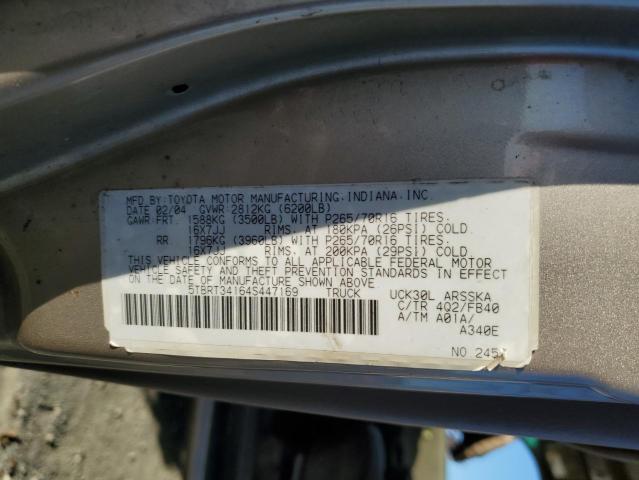 MFD.BY:TOYOTA MOTOR MANUFACTURING,INDIANA,INC.
DATE 02/04 GVWR 2812KG (6200LB)
GAWR:FRT. 1588KG (3500LB) WITH P265/70R16 TIRES.
16X7JJ RIMS. AT 180KPA (26PSI) COLD.
RR 1796KG (3960LB) WITH P265/70R16 TIRES.
16X7JJ RIMS. AT 200KPA (29PSI) COLD.
THIS VEHICLE CONFORMS TO ALL APPLICABLE FEDERAL MOTOR
VEHICLE SAFETY AND THEFT PREVENTION STANDARDS IN EFFECT
ON THE DATE OF MANUFACTURE SHOWN ABOVE
5TBRT34164S447169 TRUCK UCK30L ARSSKA
C/TR 4Q2/FB40
A/TM A01A/
A340E
NO 245